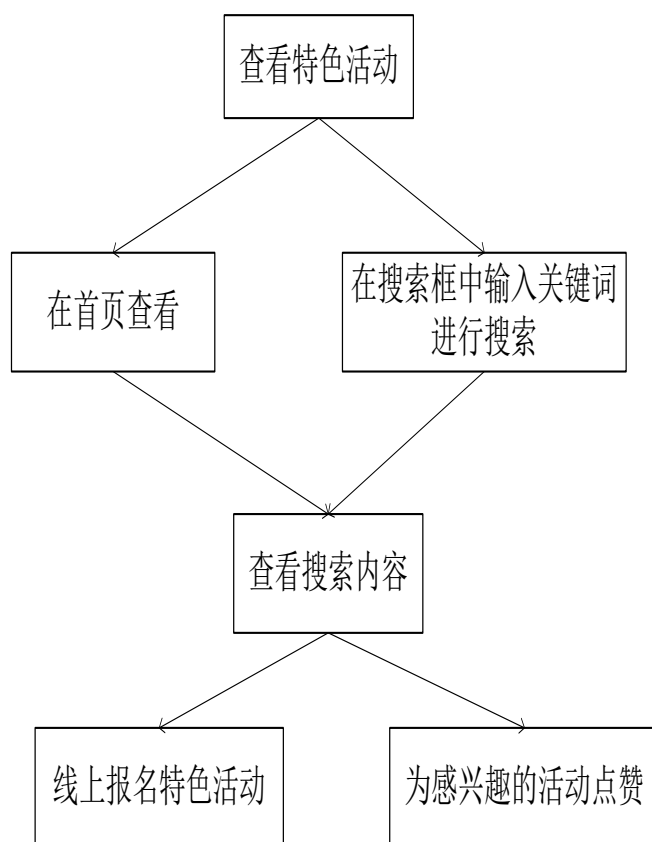 查看特色活动
在首页查看
在搜索框中输入关键词
进行搜索
查看搜索内容
线上报名特色活动
为感兴趣的活动点赞